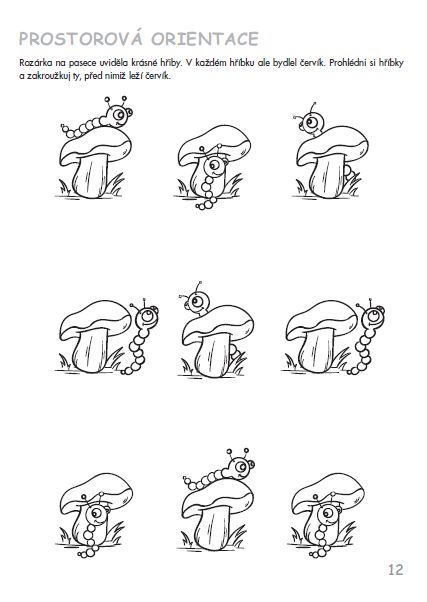 PROSTOROVÁ ORIENTACE
Rozárka na pasece uviděla krásné hřiby. V každém hříbku ale bydlel červík. Prohlédni si hříbky
a zakroužkuj ty, před nimiž leží červík.
12